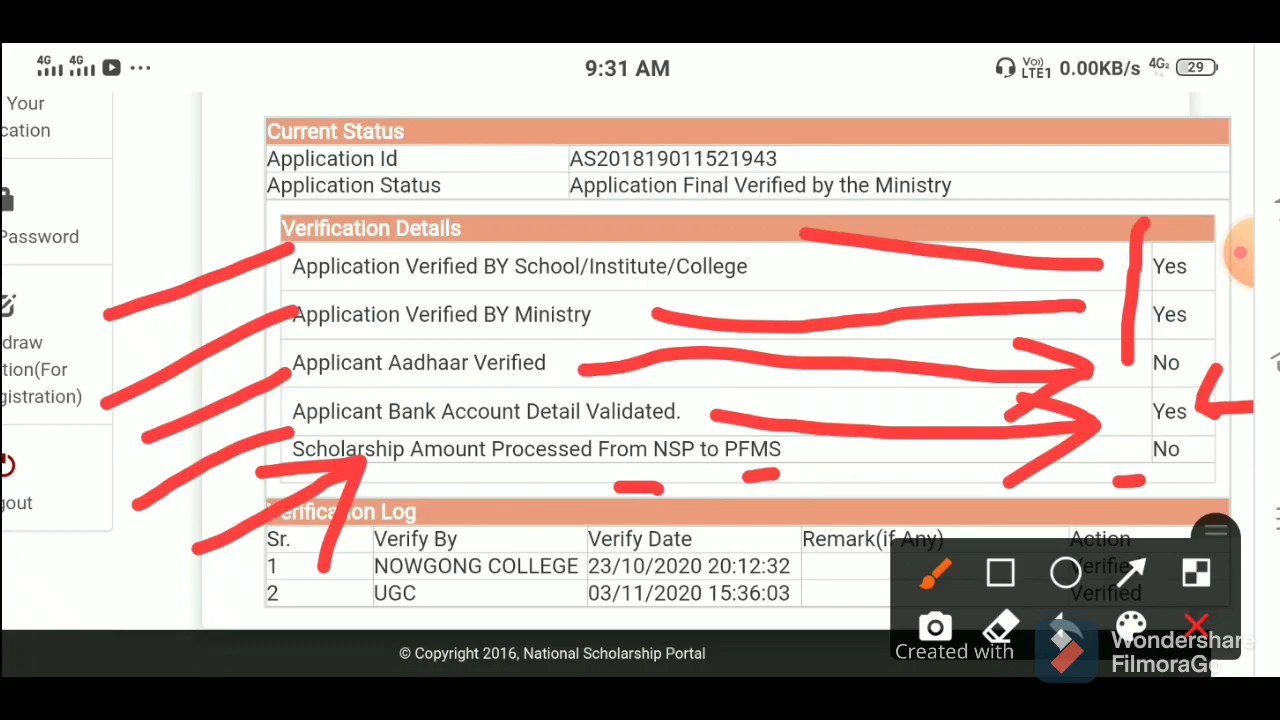 4G 4G ... 9:31 AM Vo) LTE1 0.00KB/s 4G2 29
Your
cation
Password
draw
tion(For
gistration)
gout
Current Status
Application Id AS201819011521943
Application Status Application Final Verified by the Ministry
Verification Details
Application Verified BY School/Institute/College Yes
Application Verified BY Ministry Yes
Applicant Aadhaar Verified No
Applicant Bank Account Detail Validated. Yes
Scholarship Amount Processed From NSP to PFMS No
Verification Log
Sr. Verify By Verify Date Remark(if Any) Action
1 NOWGONG COLLEGE 23/10/2020 20:12:32 Verified
2 UGC 03/11/2020 15:36:03 Verified
© Copyright 2016, National Scholarship Portal
Created with
Wondershare
FilmoraGo